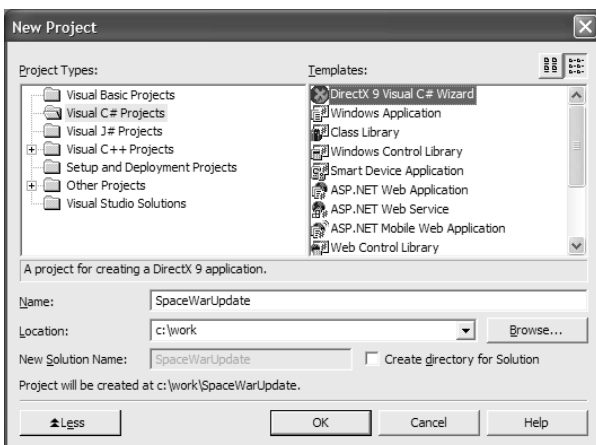 New Project
Project Types:
Templates:
Visual Basic Projects
Visual C# Projects
Visual J# Projects
Visual C++ Projects
Setup and Deployment Projects
Other Projects
Visual Studio Solutions
DirectX 9 Visual C# Wizard
Windows Application
Class Library
Windows Control Library
Smart Device Application
ASP.NET Web Application
ASP.NET Web Service
ASP.NET Mobile Web Application
Web Control Library
A project for creating a DirectX 9 application.
Name: SpaceWarUpdate
Location: c:\work Browse...
New Solution Name: SpaceWarUpdate Create directory for Solution
Project will be created at c:\work\SpaceWarUpdate.
Less OK Cancel Help